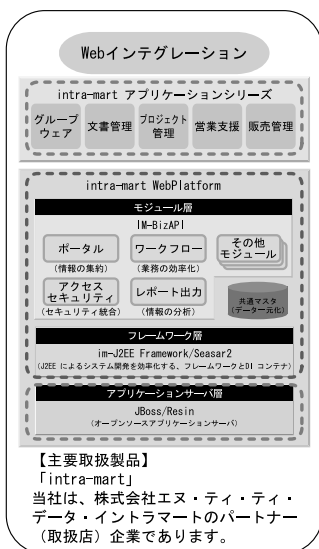 Webインテグレーション
intra-mart アプリケーションシリーズ
グループ
ウェア
文書管理
プロジェクト
管理
営業支援
販売管理
intra-mart WebPlatform
モジュール層
IM-BizAPI
ポータル
(情報の集約)
ワークフロー
(業務の効率化)
その他
モジュール
アクセス
セキュリティ
(セキュリティ統合)
レポート出力
(情報の分析)
共通マスタ
(データ一元化)
フレームワーク層
im-J2EE Framework/Seasar2
(J2EE によるシステム開発を効率化する、フレームワークとDI コンテナ)
アプリケーションサーバ層
JBoss/Resin
(オープンソースアプリケーションサーバ)
【主要取扱製品】
「intra-mart」
当社は、株式会社エヌ・ティ・ティ・
データ・イントラマートのパートナー
(取扱店)企業であります。